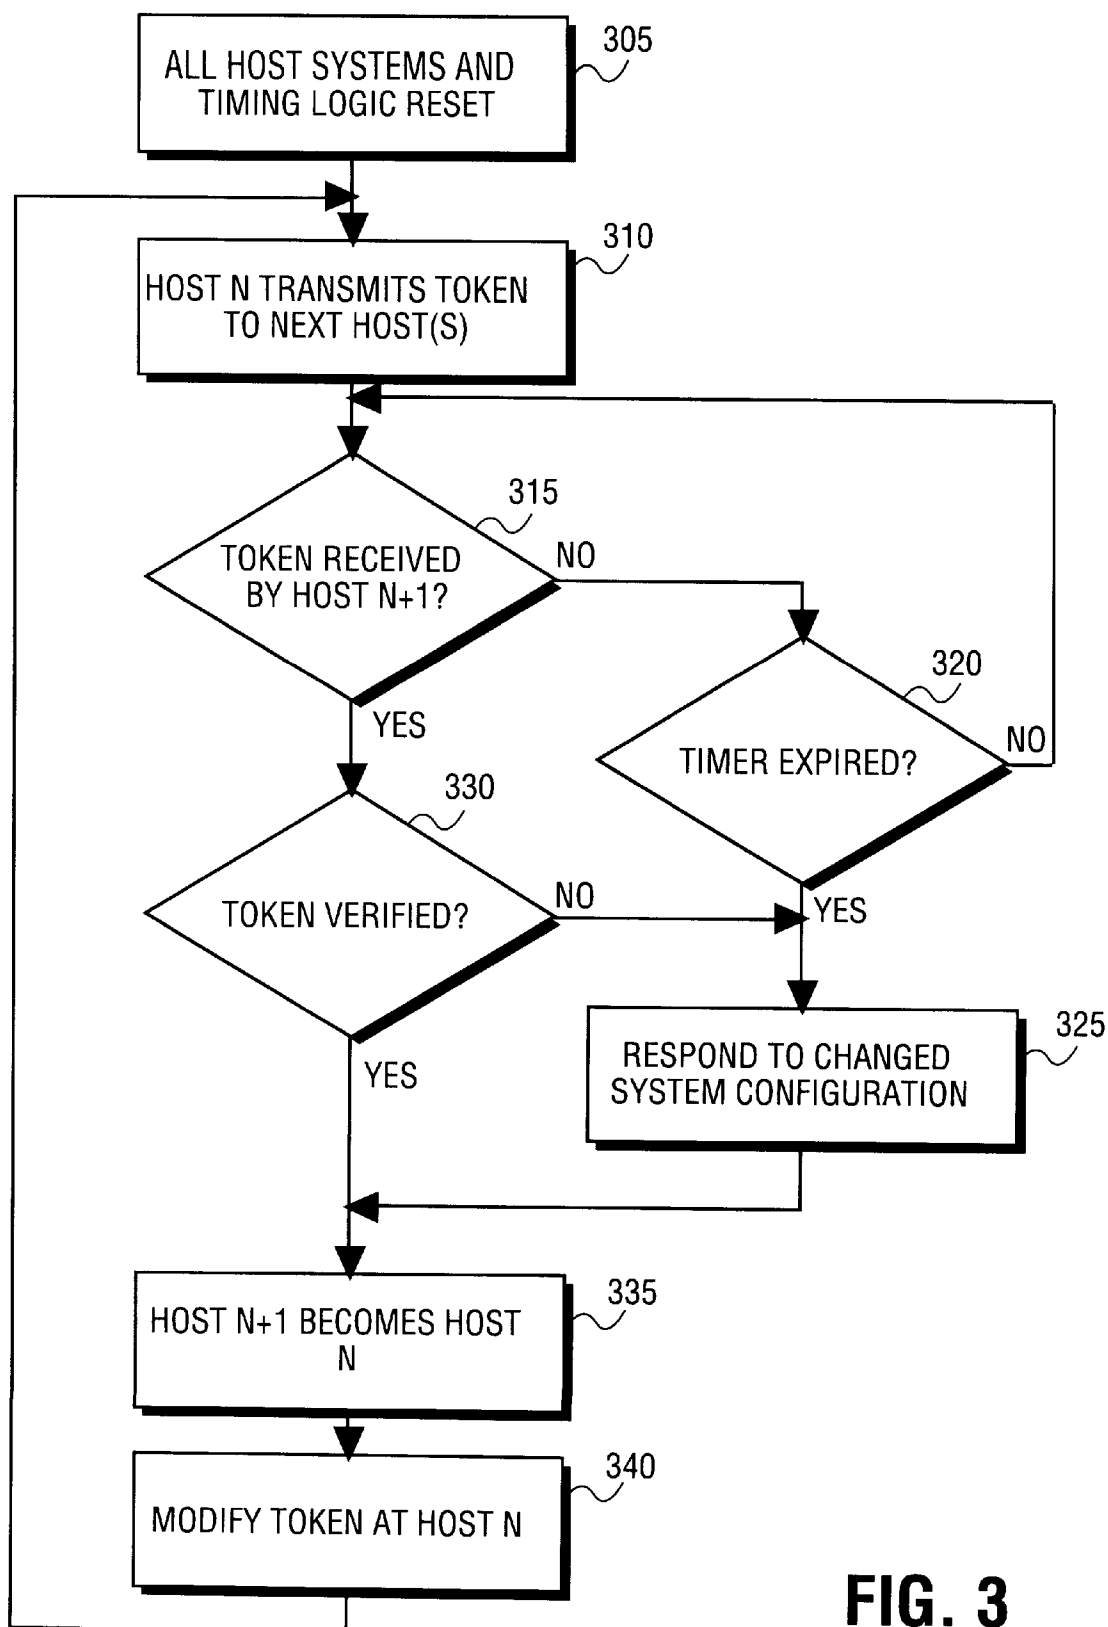 ALL HOST SYSTEMS AND
TIMING LOGIC RESET
305
HOST N TRANSMITS TOKEN
TO NEXT HOST(S)
310
TOKEN RECEIVED
BY HOST N+1?
315
NO
YES
TIMER EXPIRED?
320
NO
YES
TOKEN VERIFIED?
330
NO
YES
RESPOND TO CHANGED
SYSTEM CONFIGURATION
325
HOST N+1 BECOMES HOST
N
335
MODIFY TOKEN AT HOST N
340
FIG. 3